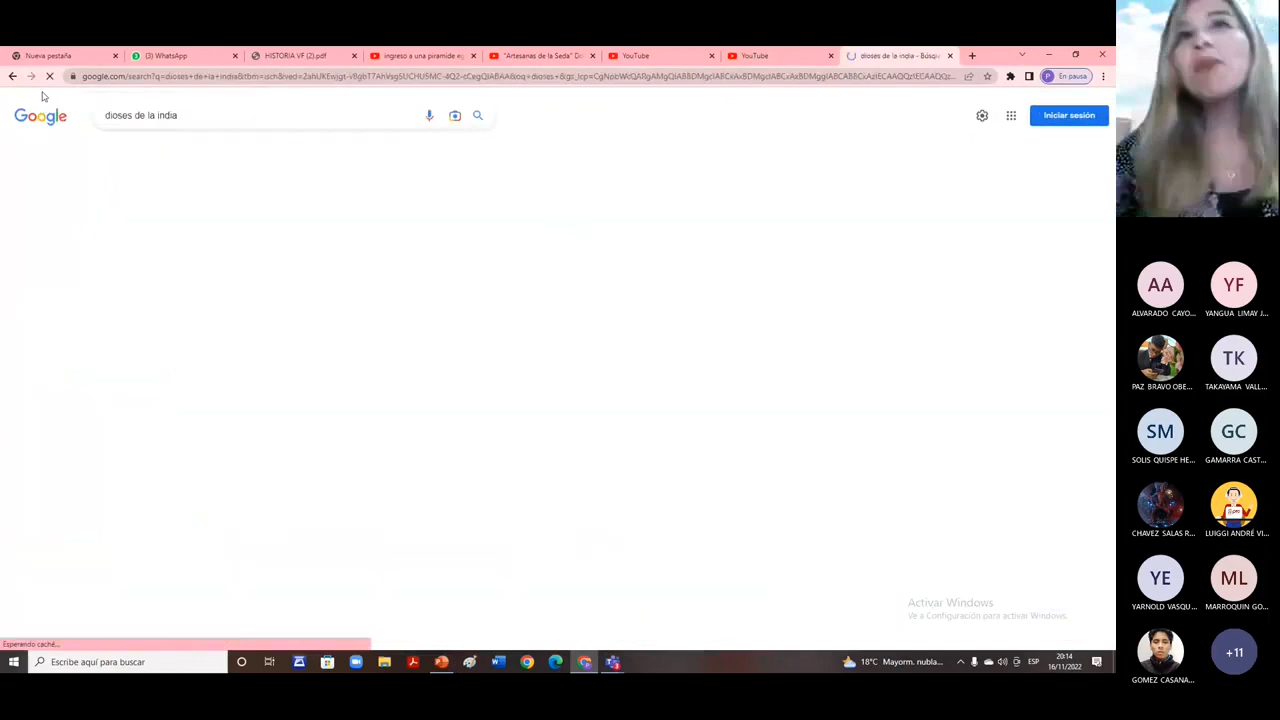 Nueva pestaña
(3) WhatsApp
HISTORIA VF (2).pdf
ingreso a una piramide eg
"Artesanas de la Seda" Do
YouTube
YouTube
dioses de la india - Búsqu
En pausa
Google
dioses de la india
Iniciar sesión
Activar Windows
Ve a Configuración para activar Windows.
Esperando caché...
Escribe aquí para buscar
18°C Mayorm. nubla...
ESP
20:14
16/11/2022
AA
ALVARADO CAYO...
YF
YANGUA LIMAY J...
PAZ BRAVO OBE...
TK
TAKAYAMA VALL...
SM
SOLIS QUISPE HE...
GC
GAMARRA CAST...
CHAVEZ SALAS R...
LUIGGI ANDRÉ VI...
YE
YARNOLD VASQU...
ML
MARROQUIN GO...
GOMEZ CASANA...
+11